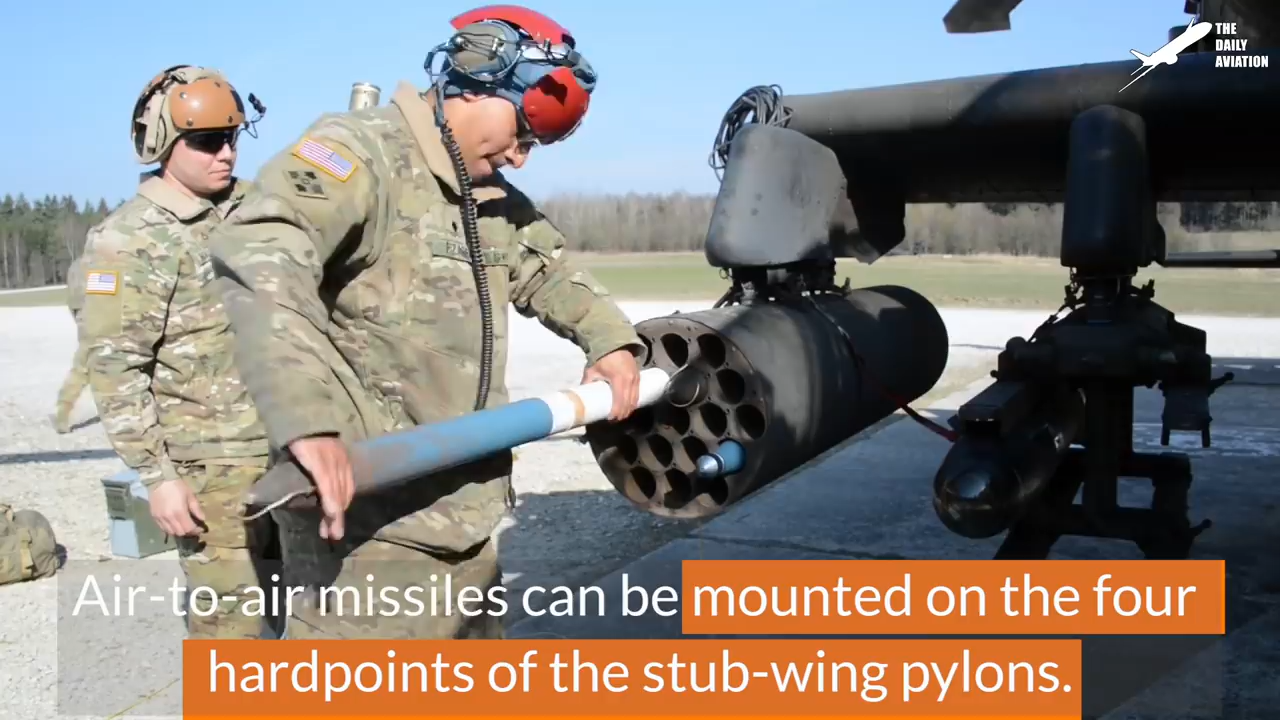 THE
DAILY
AVIATION
Air-to-air missiles can be mounted on the four
hardpoints of the stub-wing pylons.